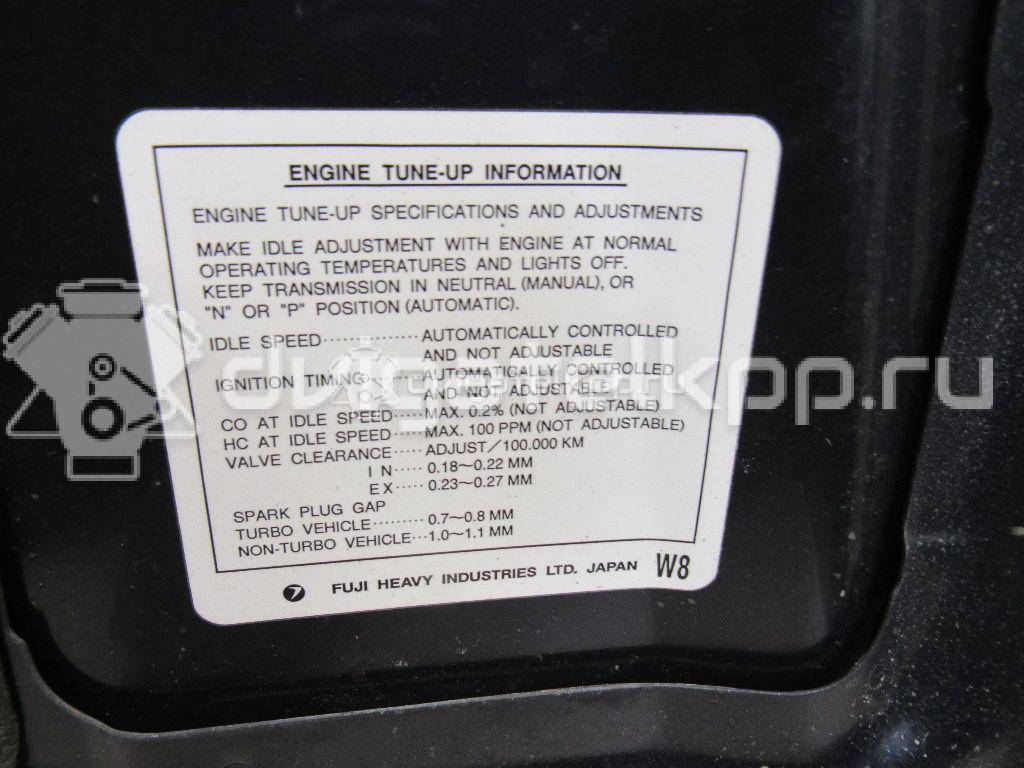 ENGINE TUNE-UP INFORMATION
ENGINE TUNE-UP SPECIFICATIONS AND ADJUSTMENTS
MAKE IDLE ADJUSTMENT WITH ENGINE AT NORMAL
OPERATING TEMPERATURES AND LIGHTS OFF.
KEEP TRANSMISSION IN NEUTRAL (MANUAL), OR
"N" OR "P" POSITION (AUTOMATIC).
IDLE SPEED ·············· AUTOMATICALLY CONTROLLED
AND NOT ADJUSTABLE
IGNITION TIMING ········ AUTOMATICALLY CONTROLLED
AND NOT ADJUSTABLE
CO AT IDLE SPEED ····· MAX. 0.2% (NOT ADJUSTABLE)
HC AT IDLE SPEED ····· MAX. 100 PPM (NOT ADJUSTABLE)
VALVE CLEARANCE ····· ADJUST/100.000 KM
IN 0.18~0.22 MM
EX 0.23~0.27 MM
SPARK PLUG GAP
TURBO VEHICLE ········· 0.7~0.8 MM
NON-TURBO VEHICLE ··· 1.0~1.1 MM
7 FUJI HEAVY INDUSTRIES LTD. JAPAN W8